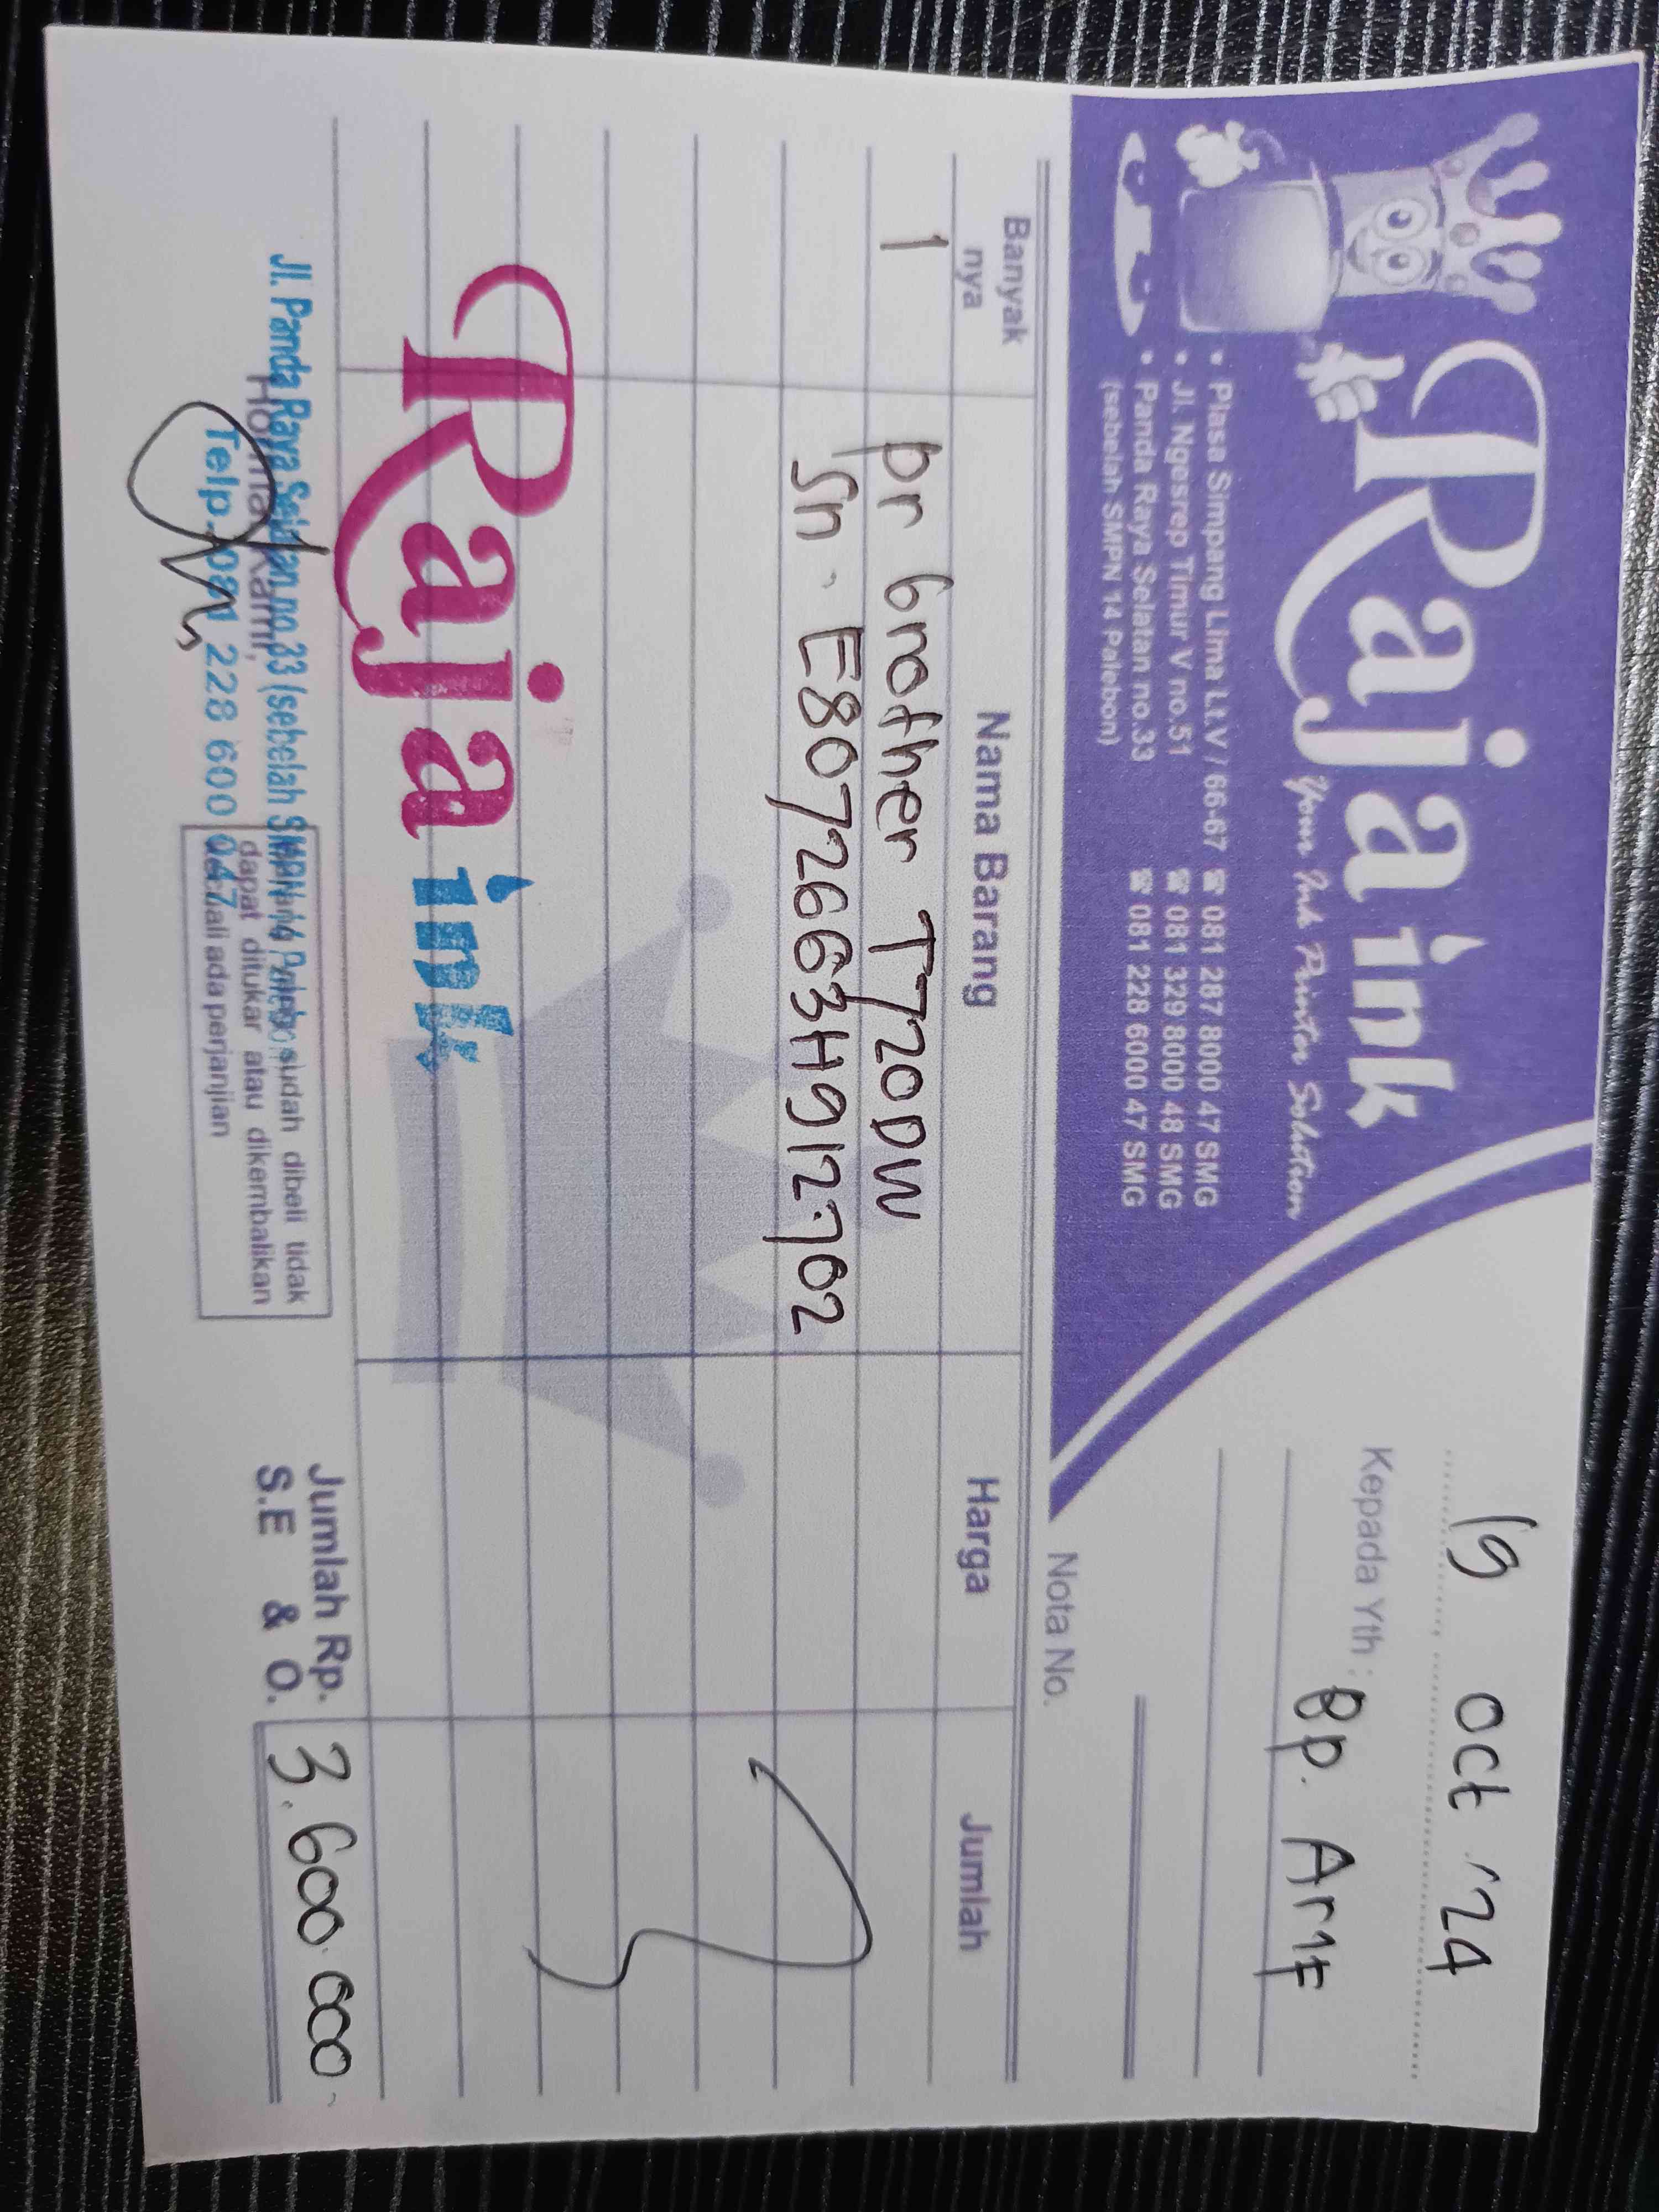 Raja ink
Your Ink Printer Solution
• Plasa Simpang Lima Lt.V / 66-67 ☎ 081 287 8000 47 SMG
• Jl. Ngesrep Timur V no.51 ☎ 081 329 8000 48 SMG
• Panda Raya Selatan no.33 ☎ 081 228 6000 47 SMG
(sebelah SMPN 14 Palebon)
19 oct '24
Kepada Yth : Bp. Arif
Nota No.
Banyak nya Nama Barang Harga Jumlah
1 pr brother T720DW
Sn. E80726634912702
Raja ink
Jl. Panda Raya Selatan no.33 (sebelah SMPN 14 Palebon)
Telp. 081 228 600 047
Hormat Kami,
sudah dibeli tidak
dapat ditukar atau dikembalikan
kecuali ada perjanjian
Jumlah Rp. 3.600.000
S.E & O.